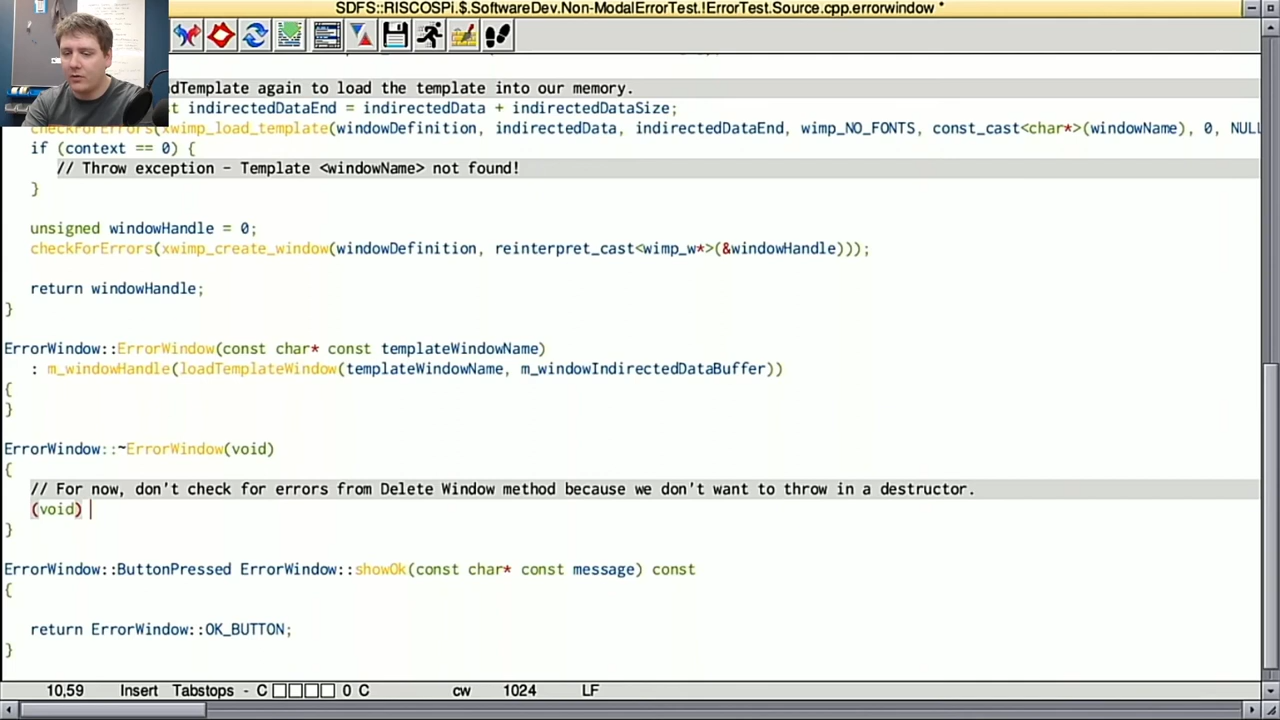 SDFS::RISCOSPi.$.SoftwareDev.Non-ModalErrorTest.!ErrorTest.Source.cpp.errorwindow *
adTemplate again to load the template into our memory.
t indirectedDataEnd = indirectedData + indirectedDataSize;
checkForErrors(xwimp_load_template(windowDefinition, indirectedData, indirectedDataEnd, wimp_NO_FONTS, const_cast<char*>(windowName), 0, NULL
if (context == 0) {
// Throw exception - Template <windowName> not found!
}
unsigned windowHandle = 0;
checkForErrors(xwimp_create_window(windowDefinition, reinterpret_cast<wimp_w*>(&windowHandle)));
return windowHandle;
}
ErrorWindow::ErrorWindow(const char* const templateWindowName)
: m_windowHandle(loadTemplateWindow(templateWindowName, m_windowIndirectedDataBuffer))
{
}
ErrorWindow::~ErrorWindow(void)
{
// For now, don't check for errors from Delete Window method because we don't want to throw in a destructor.
(void)
}
ErrorWindow::ButtonPressed ErrorWindow::showOk(const char* const message) const
{
return ErrorWindow::OK_BUTTON;
}
10,59 Insert Tabstops - C 0 C cw 1024 LF